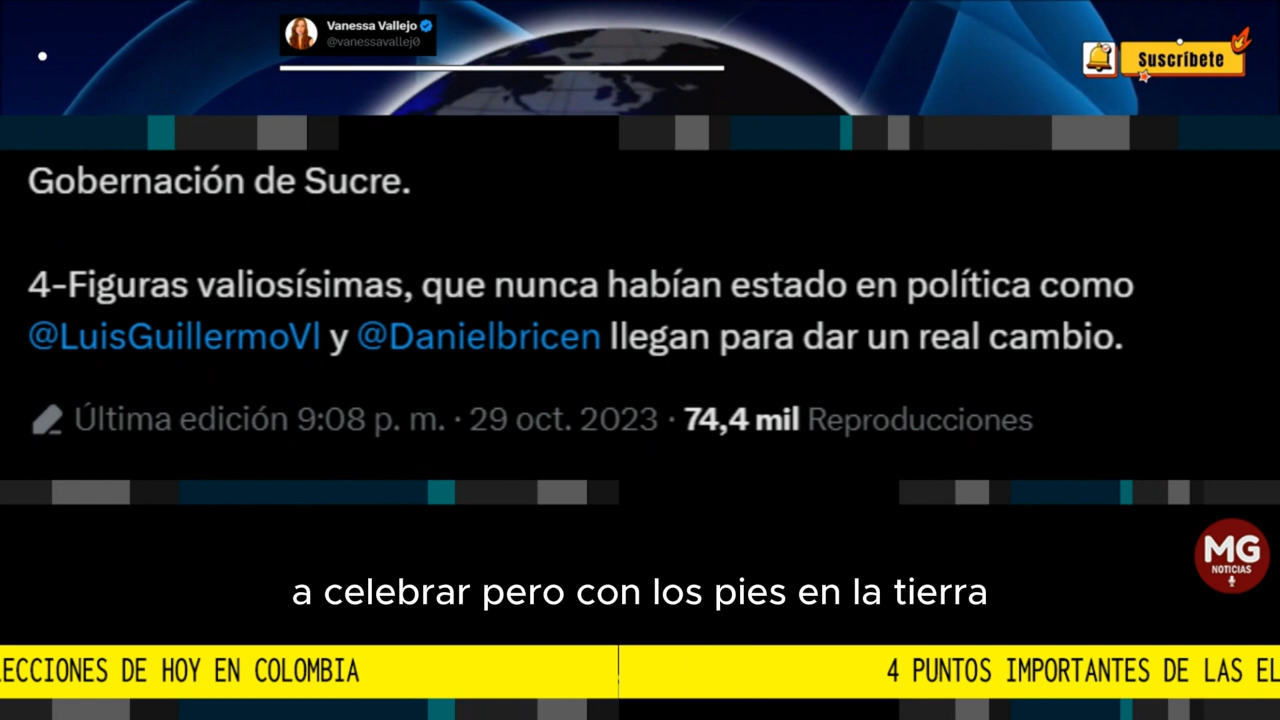 Vanessa Vallejo
@vanessavallej0
Suscríbete
Gobernación de Sucre.
4-Figuras valiosísimas, que nunca habían estado en política como
@LuisGuillermoVl y @Danielbricen llegan para dar un real cambio.
Última edición 9:08 p. m. · 29 oct. 2023 · 74,4 mil Reproducciones
MG
NOTICIAS
a celebrar pero con los pies en la tierra
LECCIONES DE HOY EN COLOMBIA 4 PUNTOS IMPORTANTES DE LAS EL